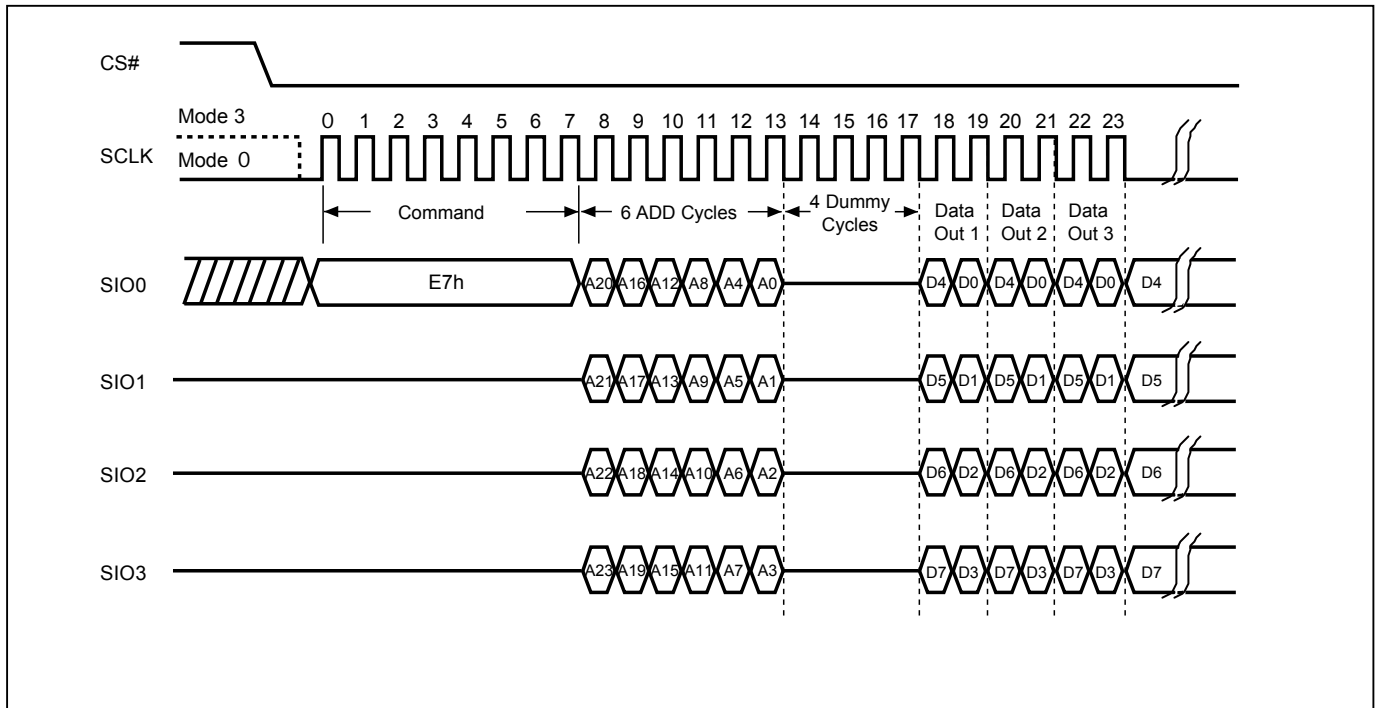 CS#
Mode 3
0 1 2 3 4 5 6 7 8 9 10 11 12 13 14 15 16 17 18 19 20 21 22 23
SCLK
Mode 0
Command
6 ADD Cycles
4 Dummy
Cycles
Data
Out 1
Data
Out 2
Data
Out 3
SIO0
E7h
A20 A16 A12 A8 A4 A0
D4 D0 D4 D0 D4 D0 D4
SIO1
A21 A17 A13 A9 A5 A1
D5 D1 D5 D1 D5 D1 D5
SIO2
A22 A18 A14 A10 A6 A2
D6 D2 D6 D2 D6 D2 D6
SIO3
A23 A19 A15 A11 A7 A3
D7 D3 D7 D3 D7 D3 D7